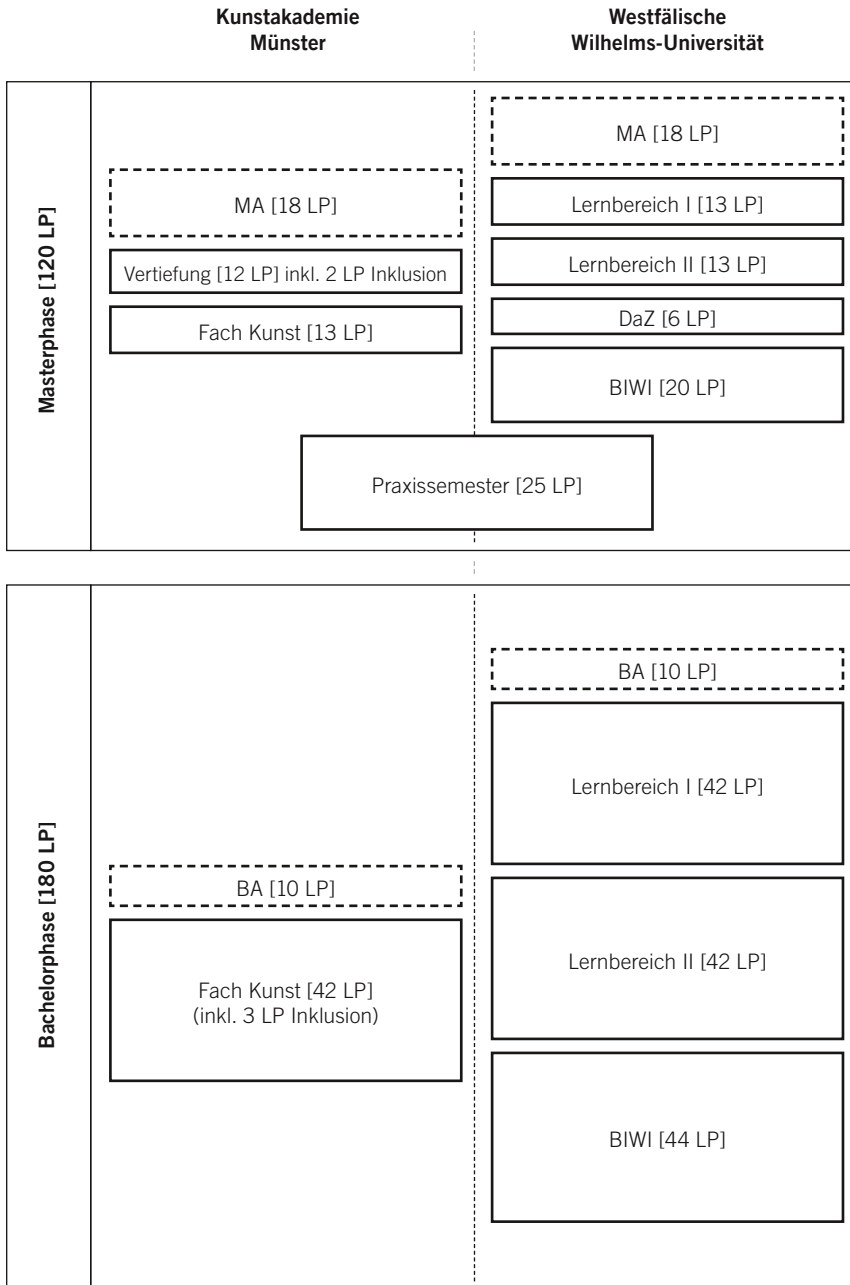 Kunstakademie
Münster
Westfälische
Wilhelms-Universität
Masterphase [120 LP]
MA [18 LP]
Vertiefung [12 LP] inkl. 2 LP Inklusion
Fach Kunst [13 LP]
MA [18 LP]
Lernbereich I [13 LP]
Lernbereich II [13 LP]
DaZ [6 LP]
BIWI [20 LP]
Praxissemester [25 LP]
Bachelorphase [180 LP]
BA [10 LP]
Fach Kunst [42 LP]
(inkl. 3 LP Inklusion)
BA [10 LP]
Lernbereich I [42 LP]
Lernbereich II [42 LP]
BIWI [44 LP]